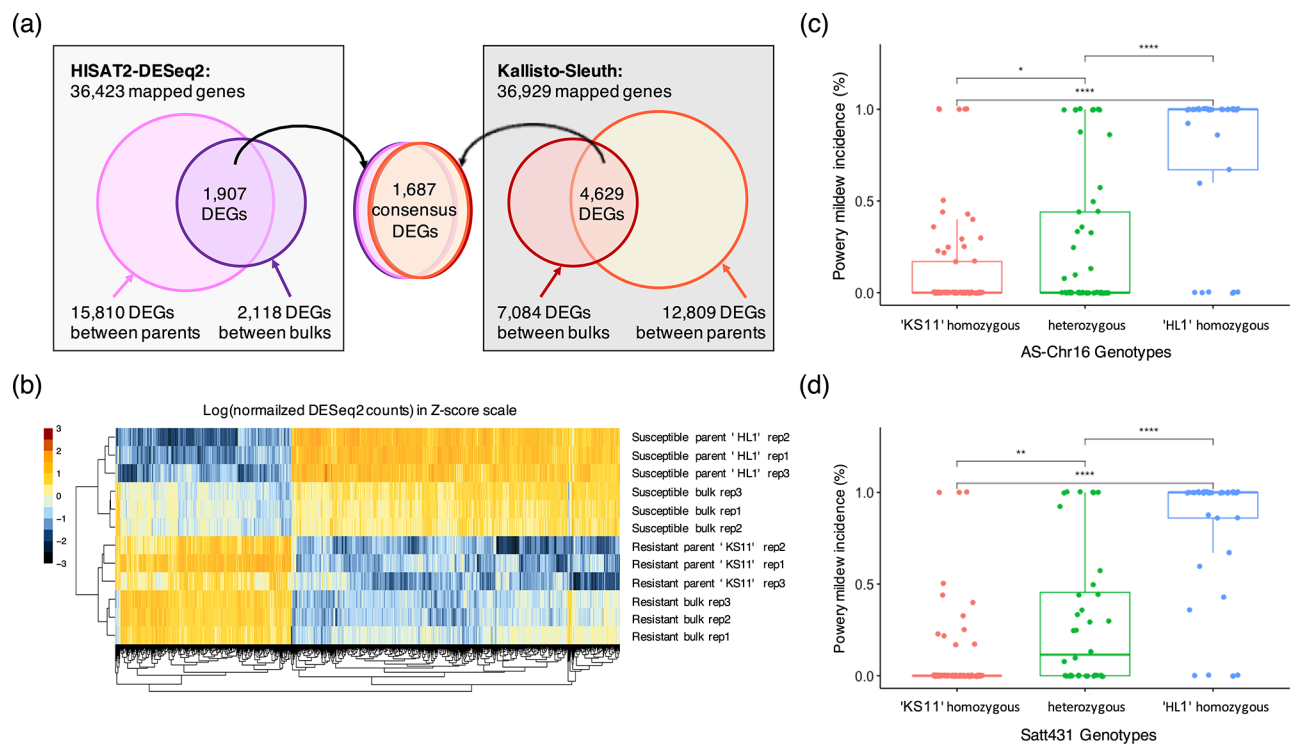 (a)
HISAT2-DESeq2:
36,423 mapped genes
1,907
DEGs
15,810 DEGs
between parents
2,118 DEGs
between bulks
1,687
consensus
DEGs
Kallisto-Sleuth:
36,929 mapped genes
4,629
DEGs
7,084 DEGs
between bulks
12,809 DEGs
between parents
(b)
Log(normailzed DESeq2 counts) in Z-score scale
3
2
1
0
−1
−2
−3
Susceptible parent 'HL1' rep2
Susceptible parent 'HL1' rep1
Susceptible parent 'HL1' rep3
Susceptible bulk rep3
Susceptible bulk rep1
Susceptible bulk rep2
Resistant parent 'KS11' rep2
Resistant parent 'KS11' rep1
Resistant parent 'KS11' rep3
Resistant bulk rep3
Resistant bulk rep2
Resistant bulk rep1
(c)
Powery mildew incidence (%)
1.0
0.5
0.0
*
****
****
'KS11' homozygous
heterozygous
'HL1' homozygous
AS-Chr16 Genotypes
(d)
Powery mildew incidence (%)
1.0
0.5
0.0
**
****
****
'KS11' homozygous
heterozygous
'HL1' homozygous
Satt431 Genotypes